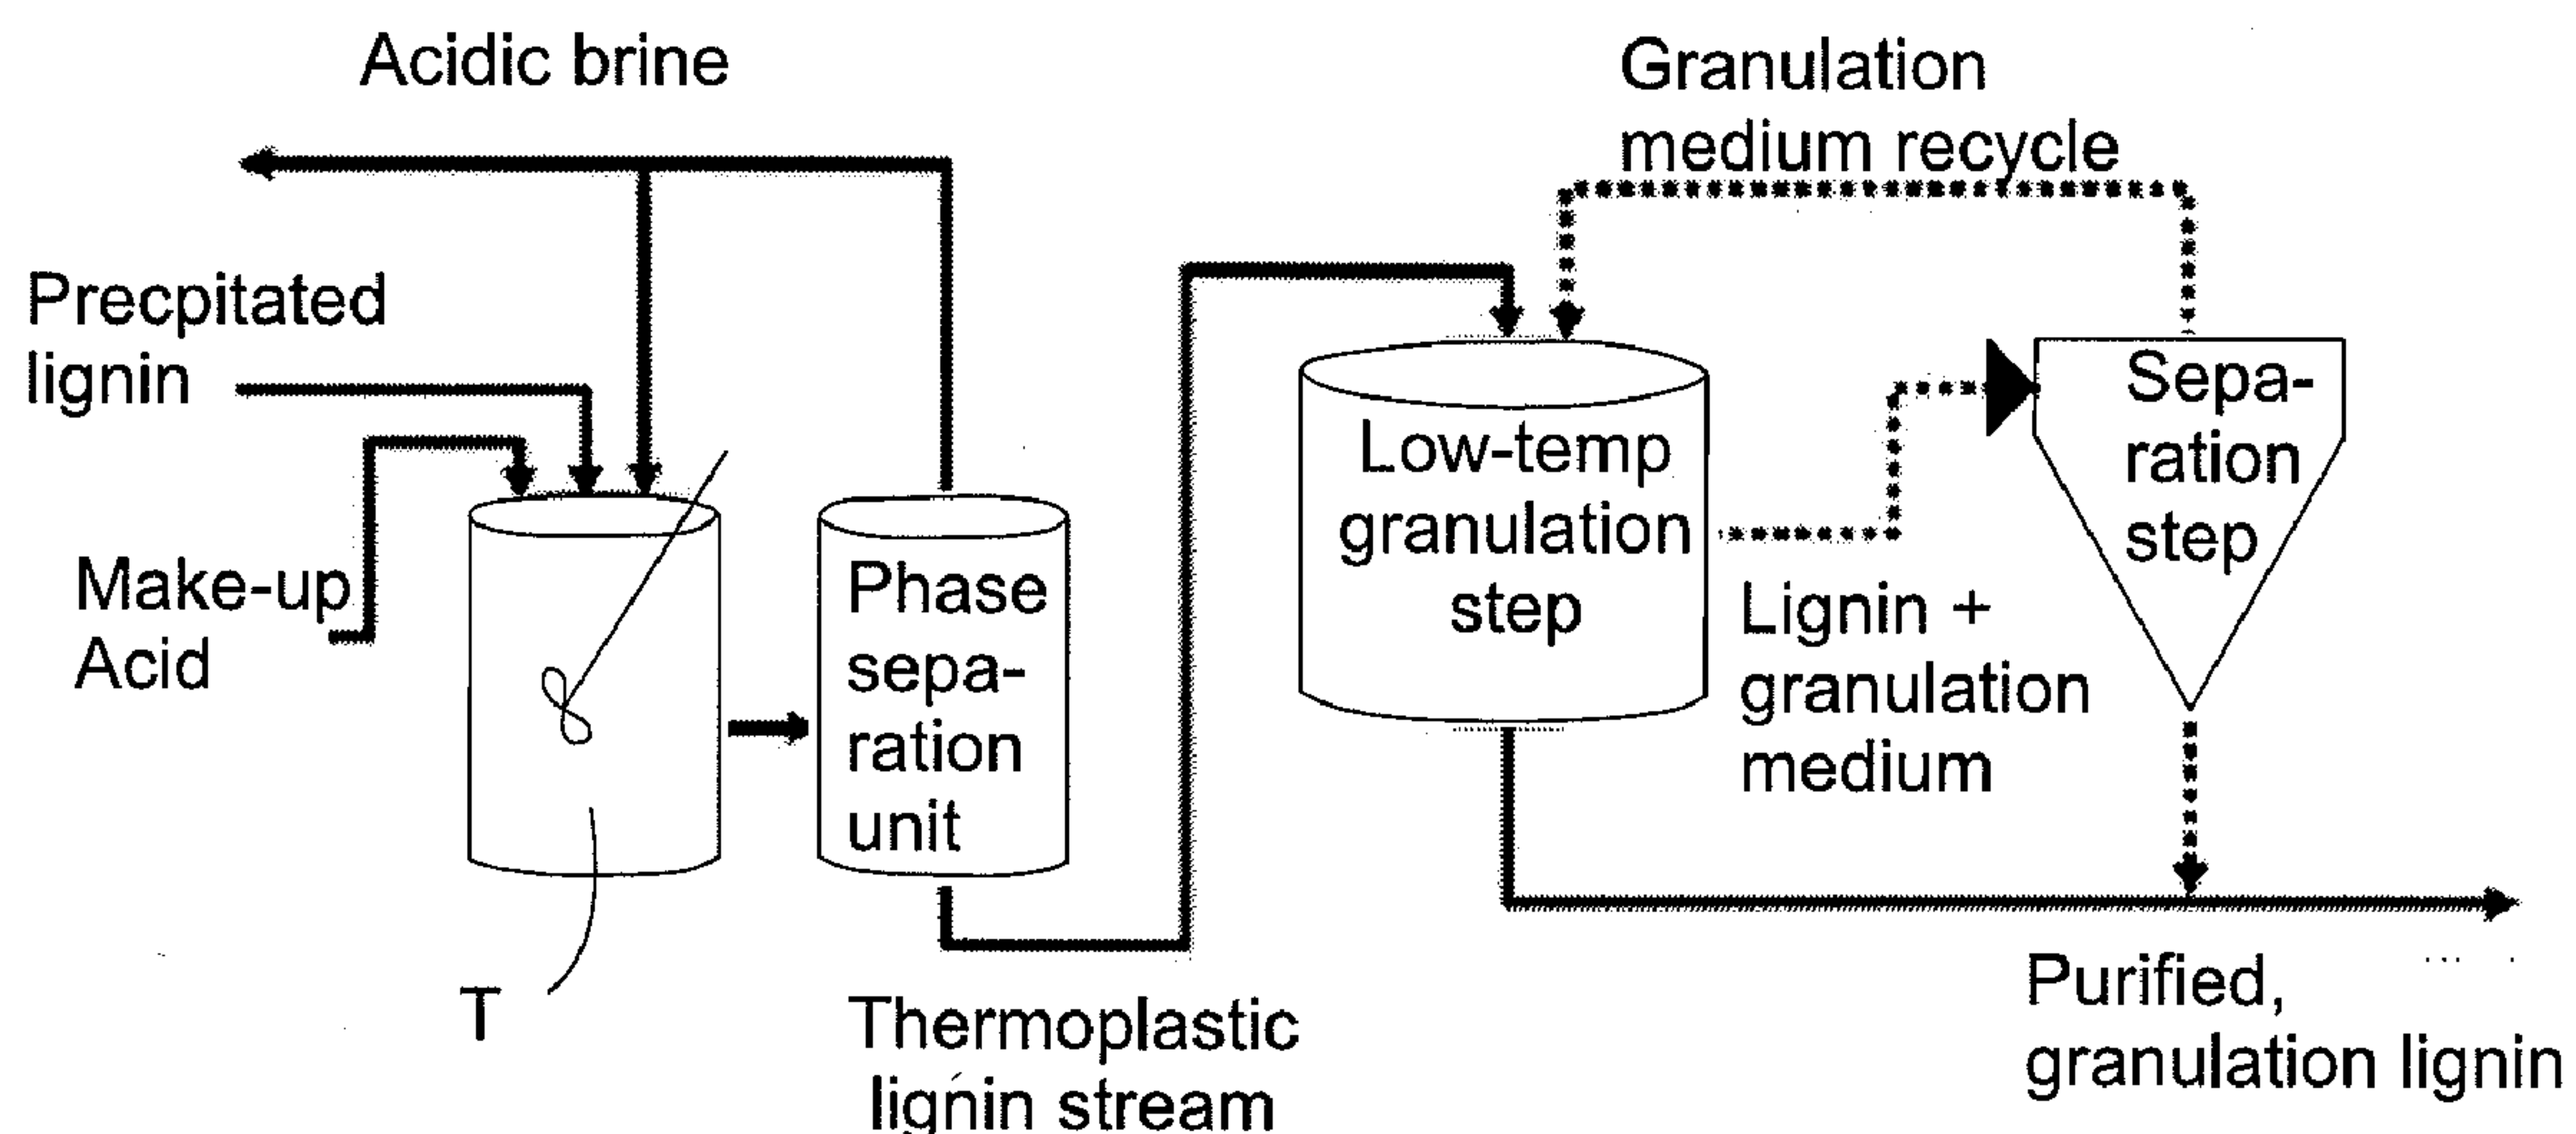 Acidic brine
Granulation
medium recycle
Precpitated
lignin
Make-up
Acid
Phase
sepa-
ration
unit
Low-temp
granulation
step
Sepa-
ration
step
Lignin +
granulation
medium
T
Thermoplastic
lignin stream
Purified,
granulation lignin